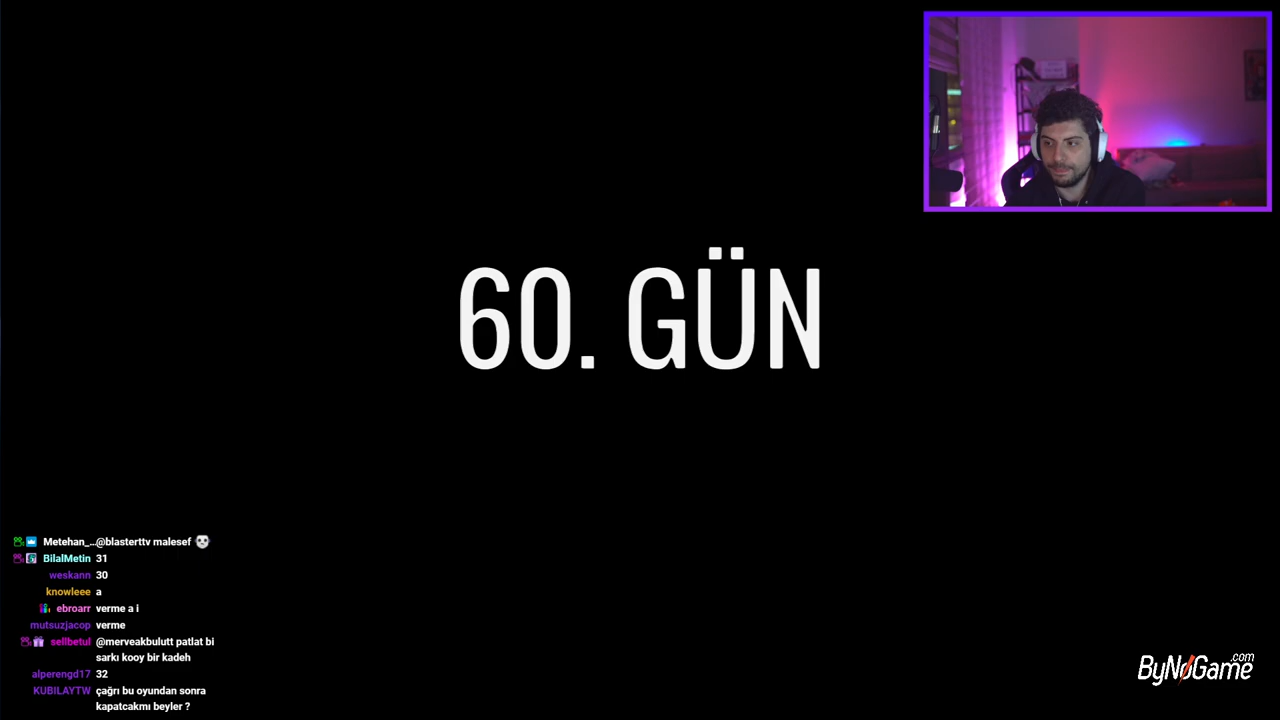 60. GÜN
Metehan_...@blasterttv malesef
BilalMetin 31
weskann 30
knowleee a
ebroarr verme a i
mutsuzjacop verme
sellbetul @merveakbulutt patlat bi
sarkı kooy bir kadeh
alperengd17 32
KUBILAYTW çağrı bu oyundan sonra
kapatcakmı beyler ?
ByNoGame.com